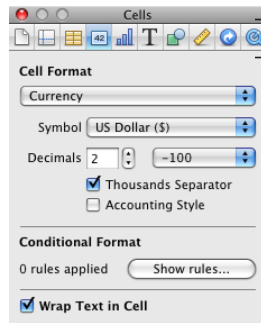 Cells
42 T
Cell Format
Currency
Symbol US Dollar ($)
Decimals 2 -100
Thousands Separator
Accounting Style
Conditional Format
0 rules applied Show rules...
Wrap Text in Cell